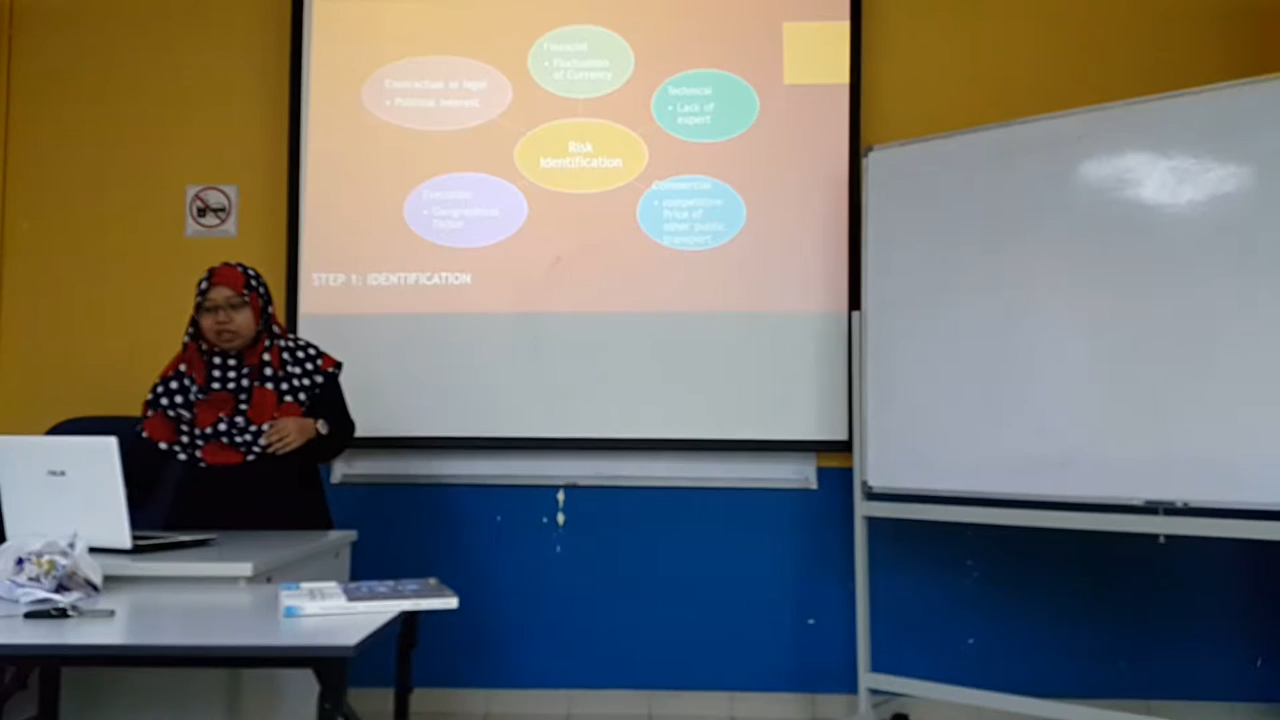 Financial
• Fluctuation
of Currency
Contractual or legal
• Political interest
Technical
• Lack of
expert
Risk
Identification
Execution
• Geographical
Commercial
• competitive
Price of
other public
transport
STEP 1: IDENTIFICATION